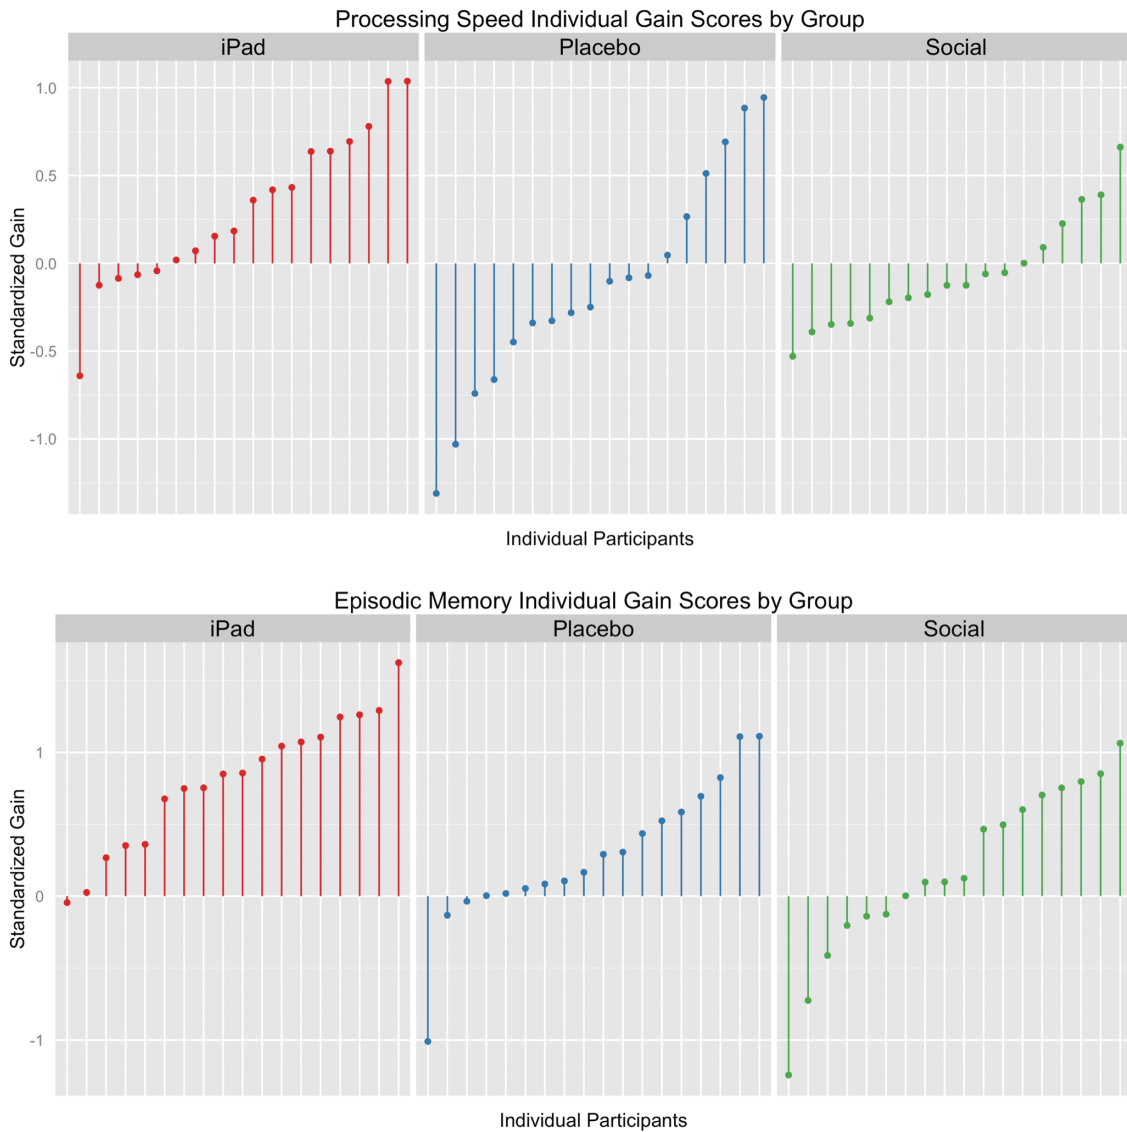 Processing Speed Individual Gain Scores by Group
iPad Placebo Social
1.0
0.5
0.0
-0.5
-1.0
Standardized Gain
Individual Participants
Episodic Memory Individual Gain Scores by Group
iPad Placebo Social
1
0
-1
Standardized Gain
Individual Participants